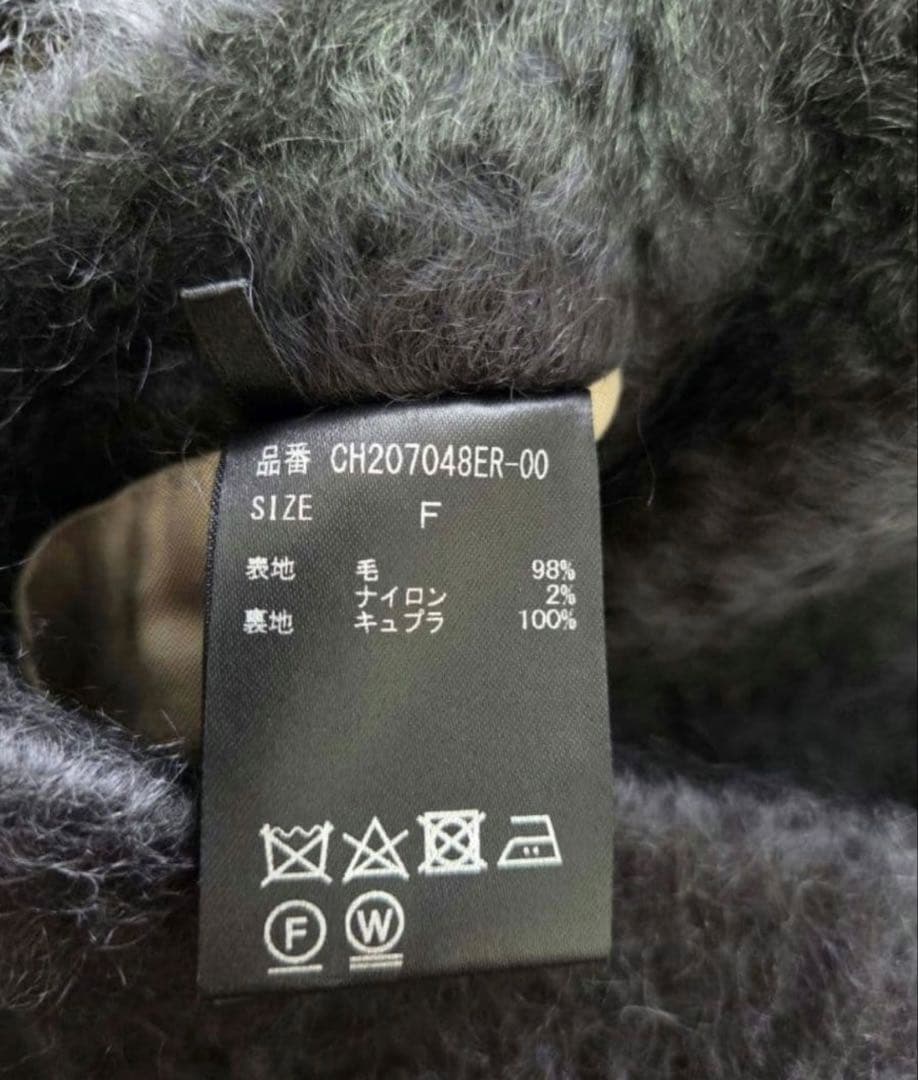 品番 CH207048ER-00
SIZE F
表地 毛 98%
ナイロン 2%
裏地 キュプラ 100%
F W